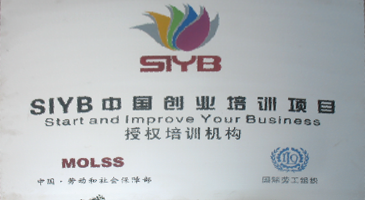 SIYB
SIYB中国创业培训项目
Start and Improve Your Business
授权培训机构
MOLSS
中国·劳动和社会保障部
国际劳工组织